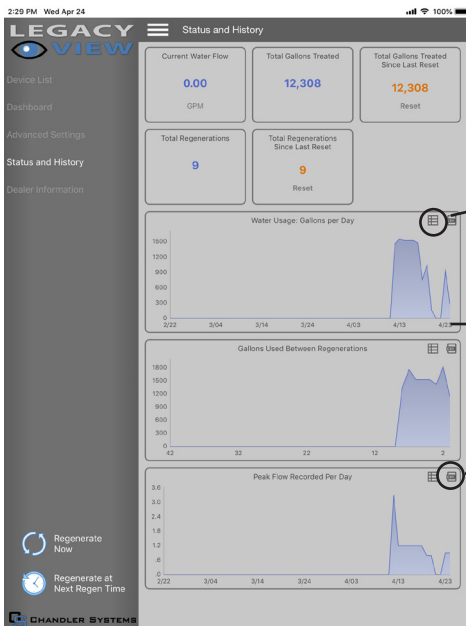 2:29 PM Wed Apr 24
100%
LEGACY
VIEW
Device List
Dashboard
Advanced Settings
Status and History
Dealer Information
Regenerate
Now
Regenerate at
Next Regen Time
CHANDLER SYSTEMS
Status and History
Current Water Flow
0.00
GPM
Total Gallons Treated
12,308
Total Gallons Treated
Since Last Reset
12,308
Reset
Total Regenerations
9
Total Regenerations
Since Last Reset
9
Reset
Water Usage: Gallons per Day
1500
1200
900
600
300
0
2/22 3/04 3/14 3/24 4/03 4/13 4/23
Gallons Used Between Regenerations
1800
1500
1200
900
600
300
0
42 32 22 12 2
Peak Flow Recorded Per Day
3.6
3.0
2.4
1.8
1.2
.6
.0
2/22 3/04 3/14 3/24 4/03 4/13 4/23